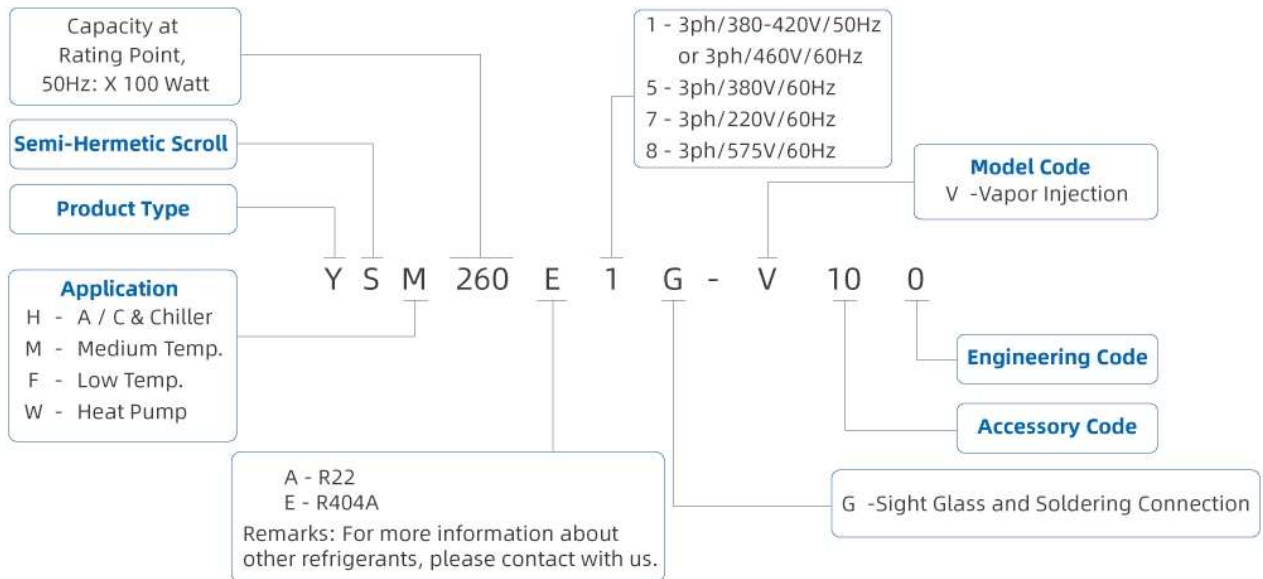 Capacity at
Rating Point,
50Hz: X 100 Watt
Semi-Hermetic Scroll
Product Type
Application
H - A / C & Chiller
M - Medium Temp.
F - Low Temp.
W - Heat Pump
1 - 3ph/380-420V/50Hz
or 3ph/460V/60Hz
5 - 3ph/380V/60Hz
7 - 3ph/220V/60Hz
8 - 3ph/575V/60Hz
Model Code
V -Vapor Injection
Y S M 260 E 1 G - V 10 0
Engineering Code
Accessory Code
G -Sight Glass and Soldering Connection
A - R22
E - R404A
Remarks: For more information about
other refrigerants, please contact with us.